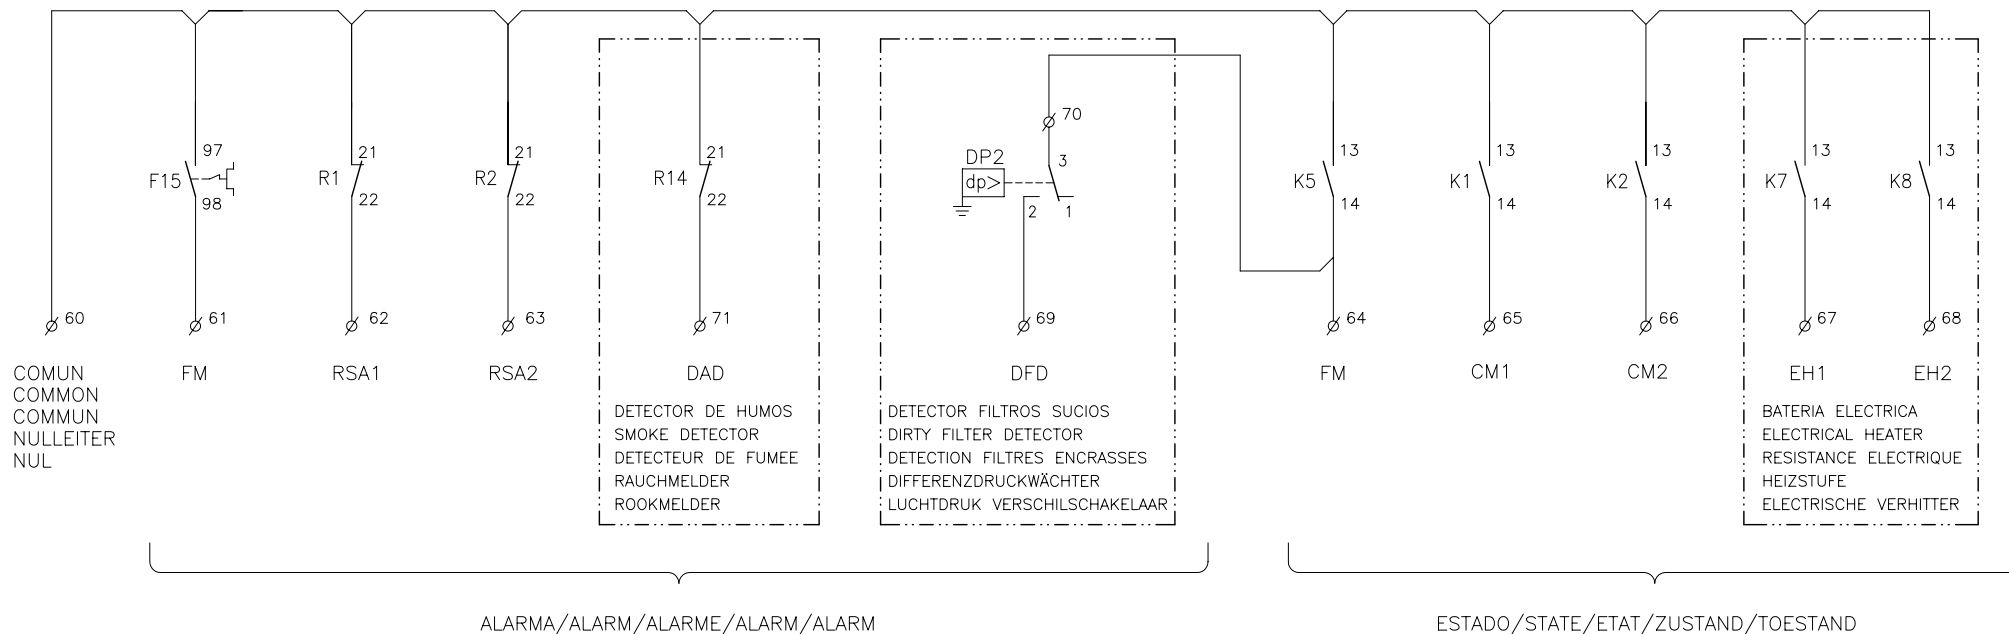 70
97
F15
98
21
R1
22
21
R2
22
21
R14
22
DP2
dp>
3
2
1
13
K5
14
13
K1
14
13
K2
14
13
K7
14
13
K8
14
60
61
62
63
71
69
64
65
66
67
68
COMUN
COMMON
COMMUN
NULLEITER
NUL
FM
RSA1
RSA2
DAD
DETECTOR DE HUMOS
SMOKE DETECTOR
DETECTEUR DE FUMEE
RAUCHMELDER
ROOKMELDER
DFD
DETECTOR FILTROS SUCIOS
DIRTY FILTER DETECTOR
DETECTION FILTRES ENCRASSES
DIFFERENZDRUCKWÄCHTER
LUCHTDRUK VERSCHILSCHAKELAAR
FM
CM1
CM2
EH1
EH2
BATERIA ELECTRICA
ELECTRICAL HEATER
RESISTANCE ELECTRIQUE
HEIZSTUFE
ELECTRISCHE VERHITTER
ALARMA/ALARM/ALARME/ALARM/ALARM
ESTADO/STATE/ETAT/ZUSTAND/TOESTAND